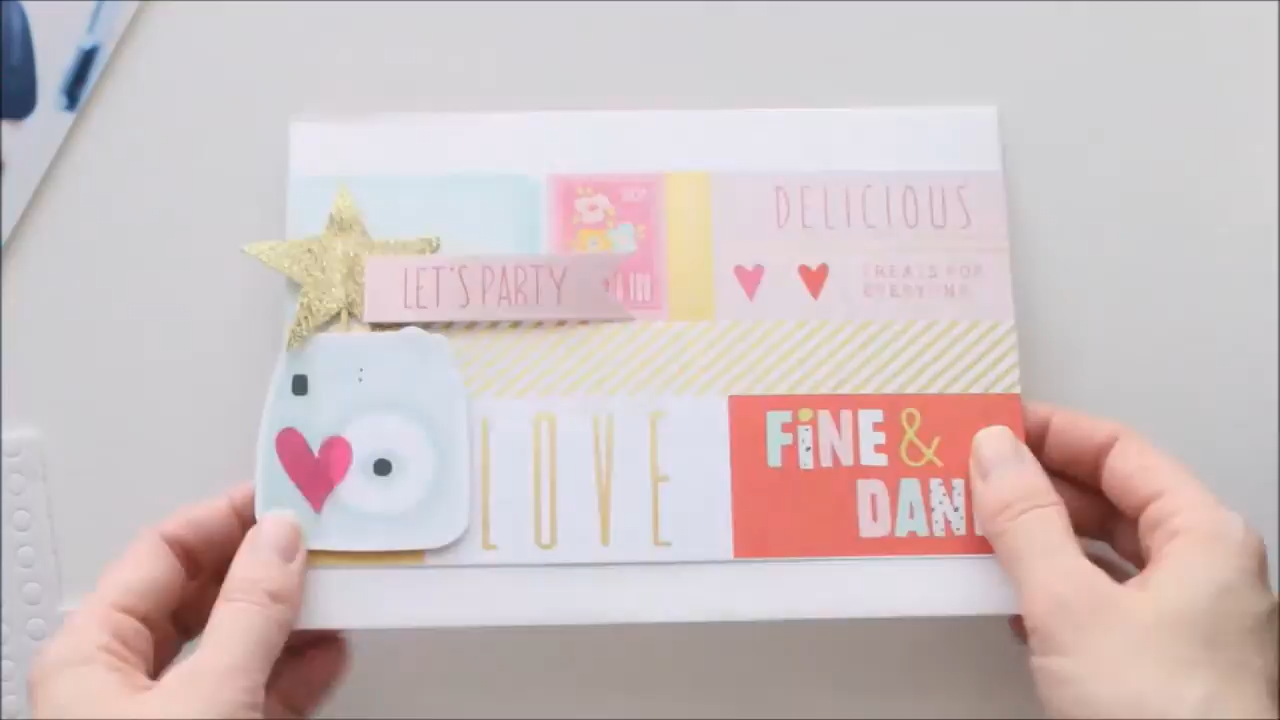 DELICIOUS
TREATS FOR
EVERYONE
LET'S PARTY
LOVE
FiNE &
DAN